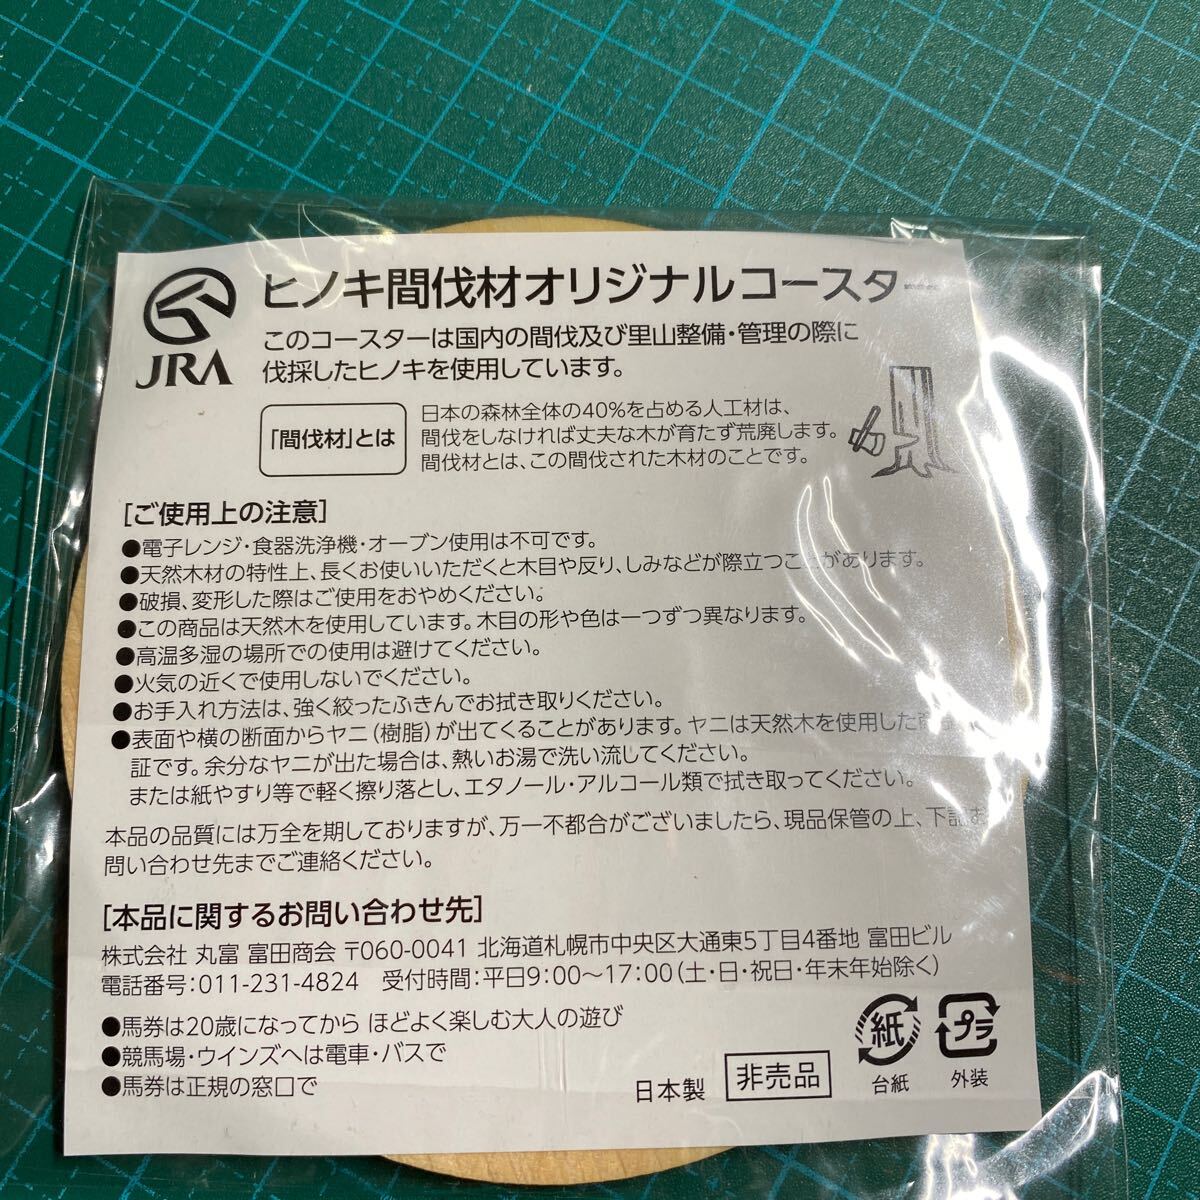 JRA
ヒノキ間伐材オリジナルコースター
このコースターは国内の間伐及び里山整備・管理の際に
伐採したヒノキを使用しています。
「間伐材」とは
日本の森林全体の40%を占める人工材は、
間伐をしなければ丈夫な木が育たず荒廃します。
間伐材とは、この間伐された木材のことです。
[ご使用上の注意]
●電子レンジ・食器洗浄機・オーブン使用は不可です。
●天然木材の特性上、長くお使いいただくと木目や反り、しみなどが際立つことがあります。
●破損、変形した際はご使用をおやめください。
●この商品は天然木を使用しています。木目の形や色は一つずつ異なります。
●高温多湿の場所での使用は避けてください。
●火気の近くで使用しないでください。
●お手入れ方法は、強く絞ったふきんでお拭き取りください。
●表面や横の断面からヤニ(樹脂)が出てくることがあります。ヤニは天然木を使用した
証です。余分なヤニが出た場合は、熱いお湯で洗い流してください。
または紙やすり等で軽く擦り落とし、エタノール・アルコール類で拭き取ってください。
本品の品質には万全を期しておりますが、万一不都合がございましたら、現品保管の上、下記お
問い合わせ先までご連絡ください。
[本品に関するお問い合わせ先]
株式会社 丸富 富田商会 〒060-0041 北海道札幌市中央区大通東5丁目4番地 富田ビル
電話番号:011-231-4824 受付時間:平日9:00～17:00(土・日・祝日・年末年始除く)
●馬券は20歳になってから ほどよく楽しむ大人の遊び
●競馬場・ウインズへは電車・バスで
●馬券は正規の窓口で
日本製
非売品
紙
台紙
プラ
外装